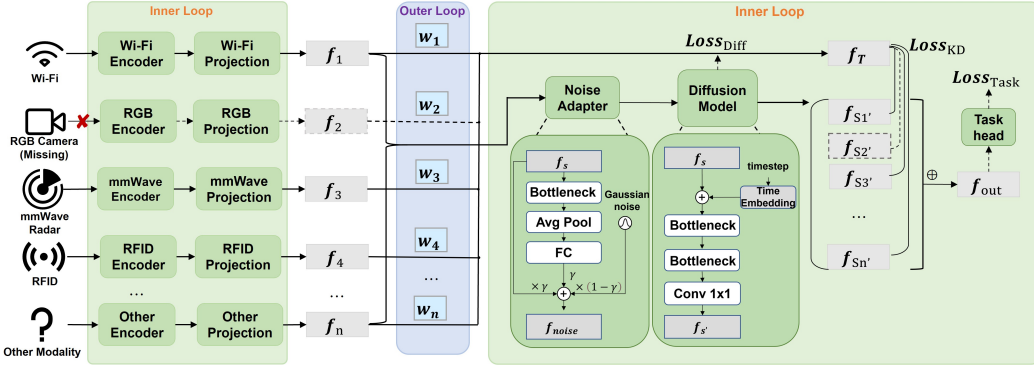 Inner Loop
Outer Loop
Inner Loop
Wi-Fi
Wi-Fi
Encoder
Wi-Fi
Projection
f1
w1
RGB Camera
(Missing)
RGB
Encoder
RGB
Projection
f2
w2
mmWave
Radar
mmWave
Encoder
mmWave
Projection
f3
w3
RFID
RFID
Encoder
RFID
Projection
f4
w4
...
...
...
...
Other Modality
Other
Encoder
Other
Projection
fn
wn
LossDiff
Noise
Adapter
Diffusion
Model
fs
Bottleneck
Avg Pool
FC
Gaussian
noise
γ
×γ
×(1−γ)
fnoise
fs
timestep
Time
Embedding
Bottleneck
Bottleneck
Conv 1x1
fs'
fT
LossKD
fS1'
fS2'
fS3'
...
fSn'
⊕
LossTask
Task
head
fout